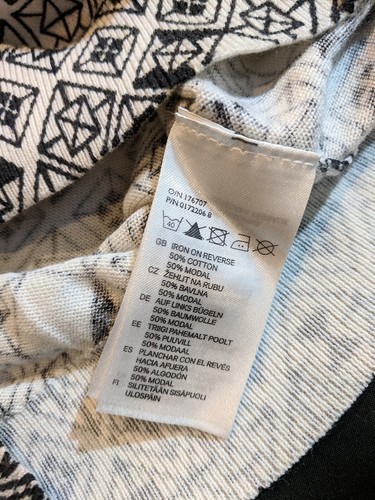 O/N 176707
P/N 0172206 8
40
GB IRON ON REVERSE
50% COTTON
50% MODAL
CZ ŽEHLIT NA RUBU
50% BAVLNA
50% MODAL
DE AUF LINKS BÜGELN
50% BAUMWOLLE
50% MODAL
EE TRIIGI PAHEMALT POOLT
50% PUUVILL
50% MODAAL
ES PLANCHAR CON EL REVÉS
HACIA AFUERA
50% ALGODÓN
50% MODAL
FI SILITETÄÄN SISÄPUOLI
ULOSPÄIN